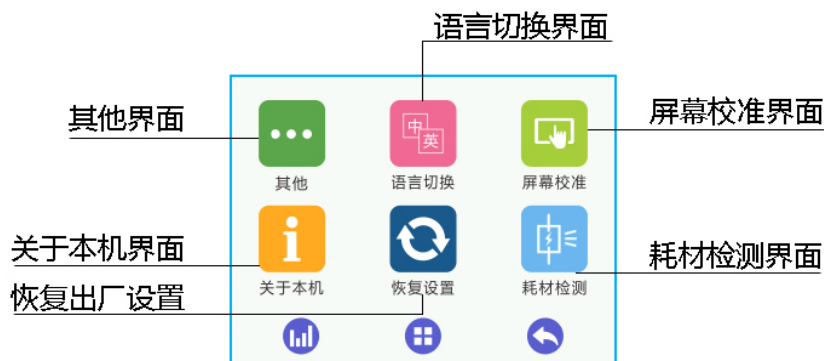 语言切换界面
其他界面
屏幕校准界面
中
英
其他
语言切换
屏幕校准
关于本机界面
耗材检测界面
关于本机
恢复设置
耗材检测
恢复出厂设置